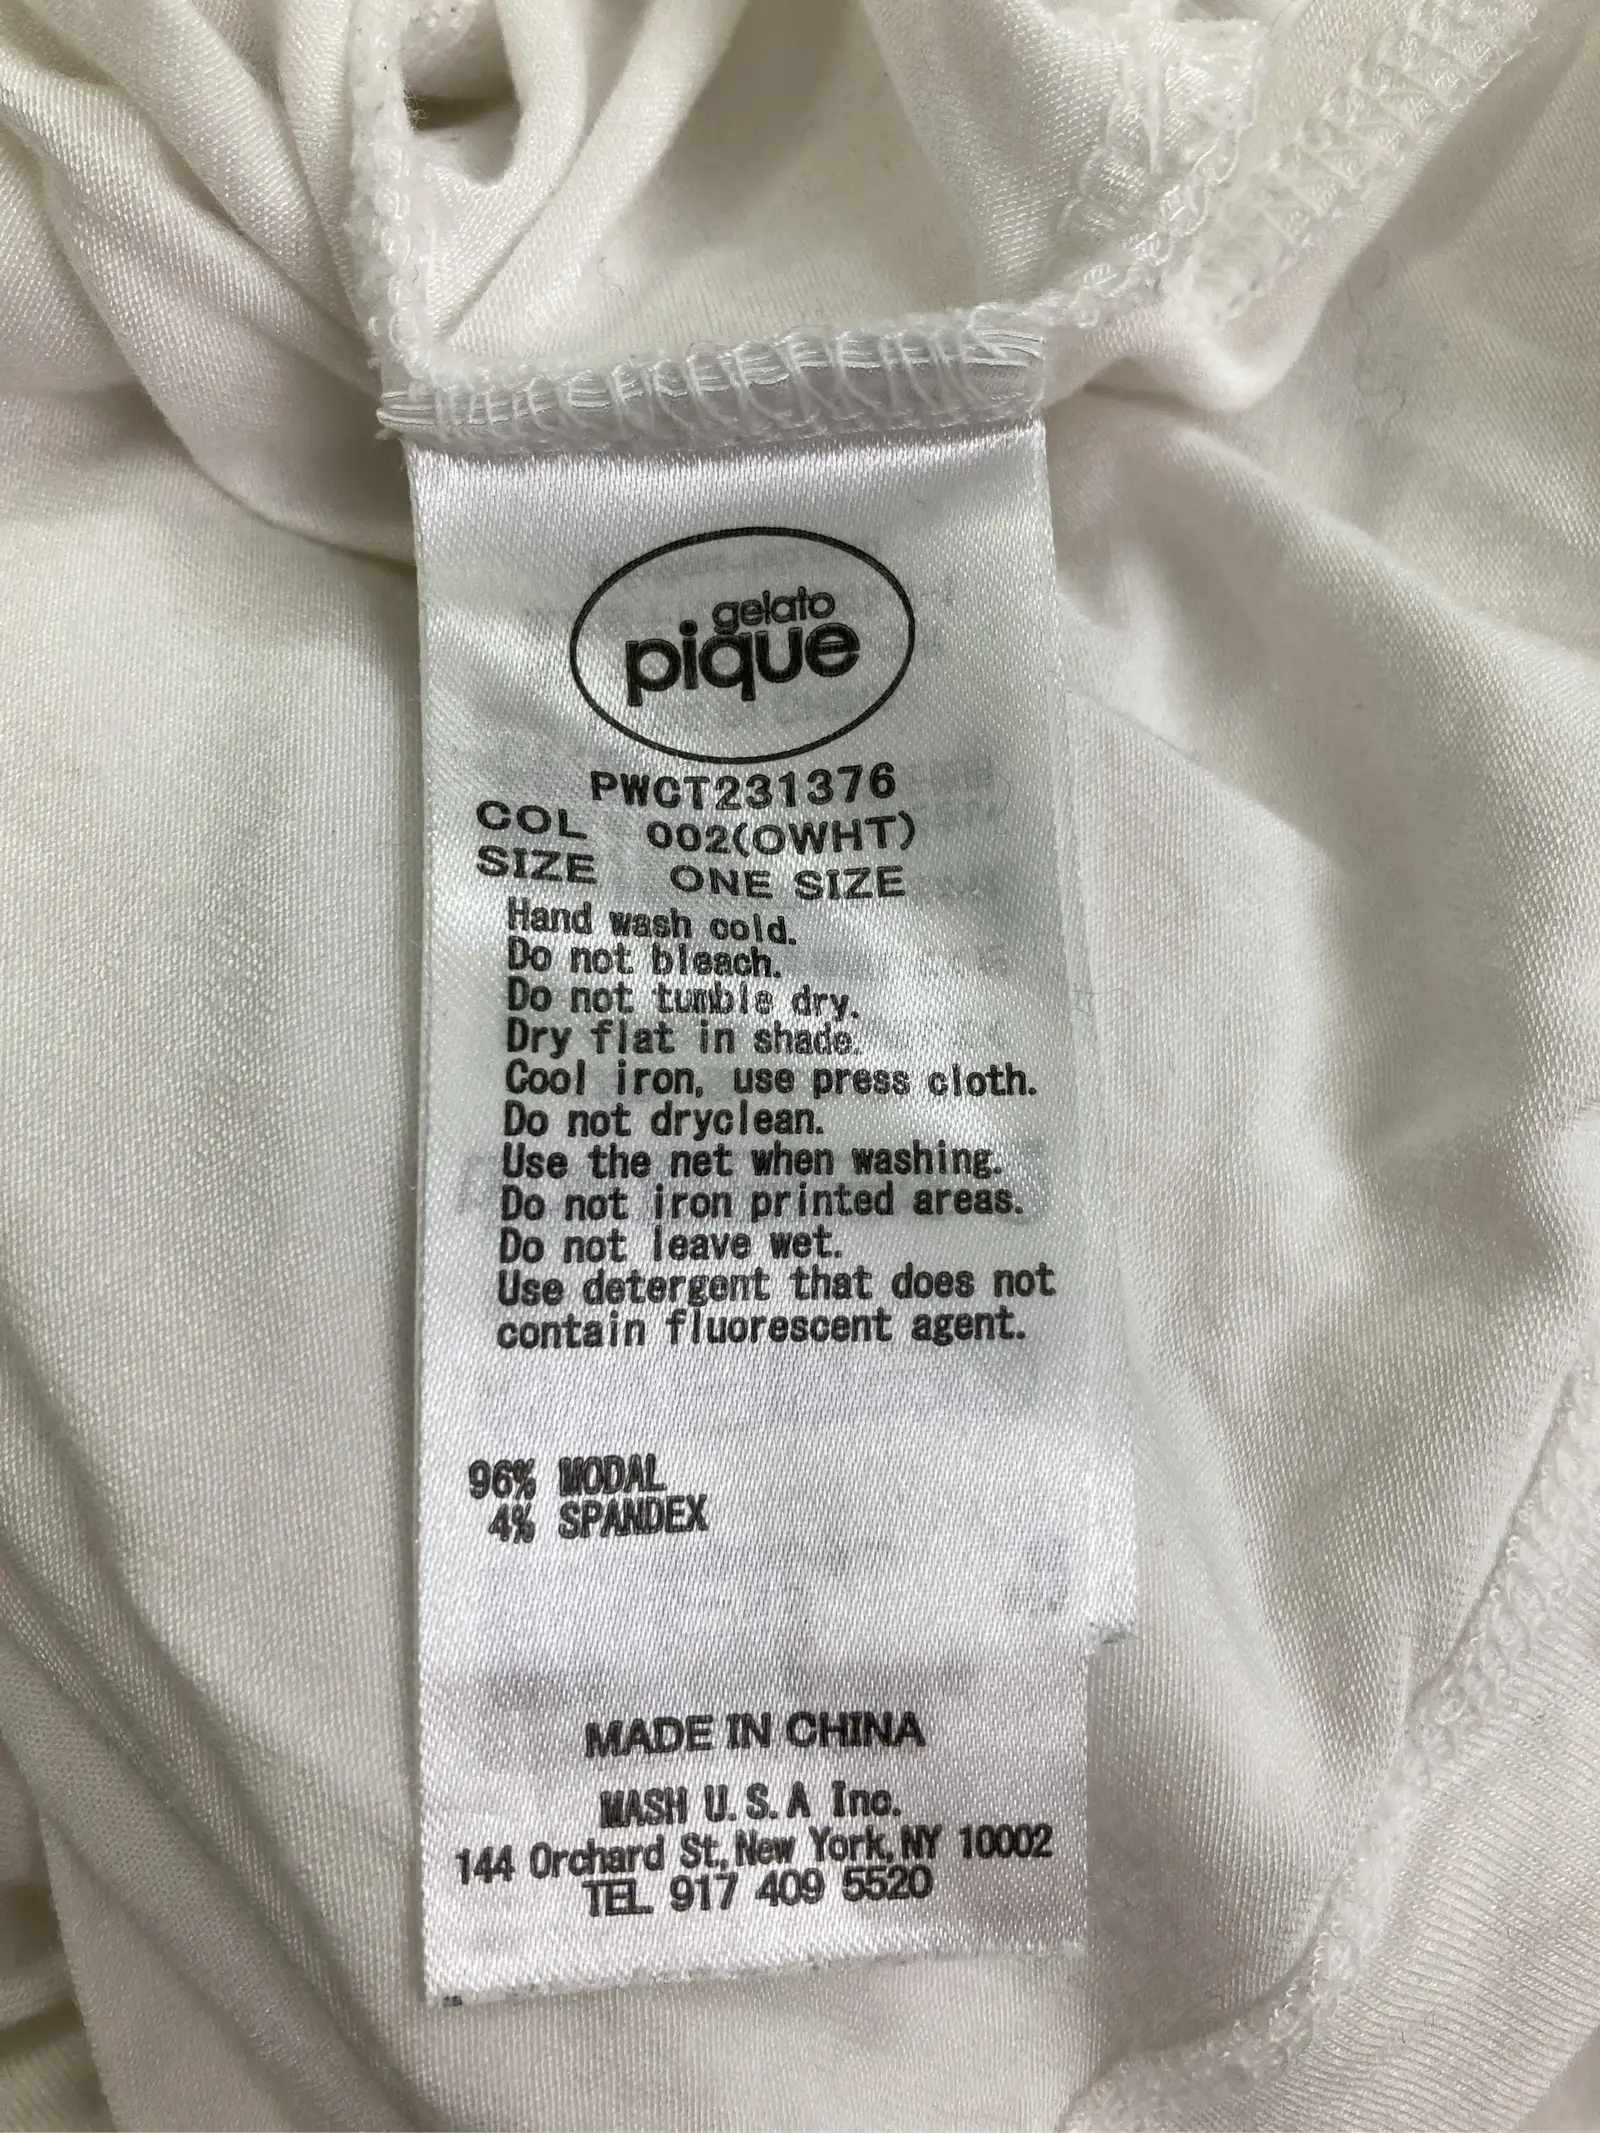 gelato
pique
PWCT231376
COL 002(OWHT)
SIZE ONE SIZE
Hand wash cold.
Do not bleach.
Do not tumble dry.
Dry flat in shade.
Cool iron, use press cloth.
Do not dryclean.
Use the net when washing.
Do not iron printed areas.
Do not leave wet.
Use detergent that does not
contain fluorescent agent.
96% MODAL
4% SPANDEX
MADE IN CHINA
MASH U.S.A Inc.
144 Orchard St, New York, NY 10002
TEL 917 409 5520